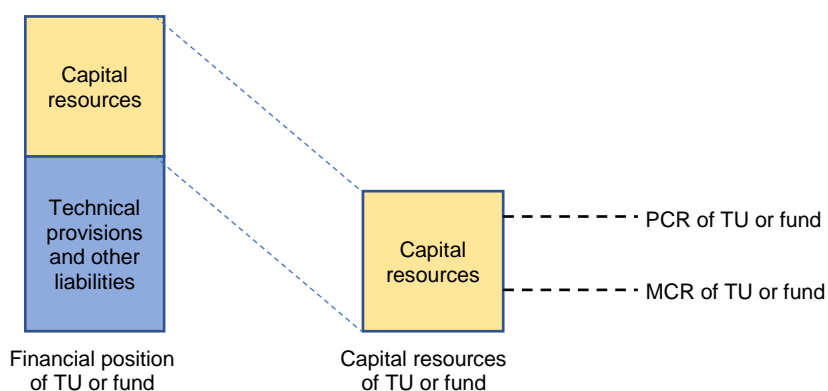 Capital
resources
Technical
provisions
and other
liabilities
Financial position
of TU or fund
Capital
resources
Capital resources
of TU or fund
PCR of TU or fund
MCR of TU or fund